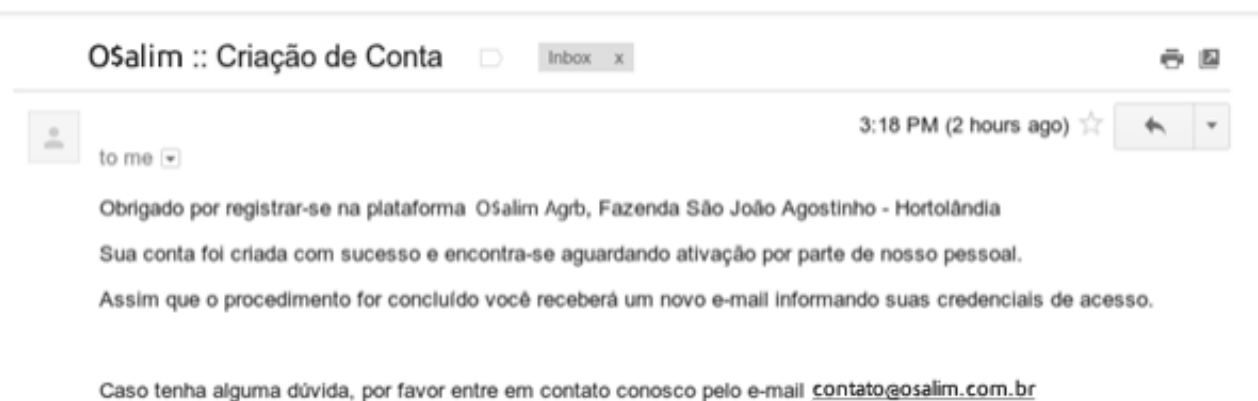 O$alim :: Criação de Conta Inbox x
3:18 PM (2 hours ago)
to me
Obrigado por registrar-se na plataforma O$alim Agrb, Fazenda São João Agostinho - Hortolândia
Sua conta foi criada com sucesso e encontra-se aguardando ativação por parte de nosso pessoal.
Assim que o procedimento for concluído você receberá um novo e-mail informando suas credenciais de acesso.
Caso tenha alguma dúvida, por favor entre em contato conosco pelo e-mail contato@osalim.com.br